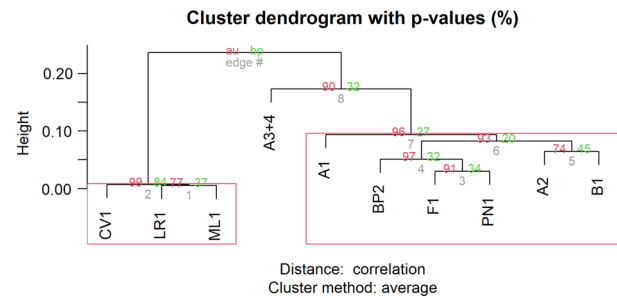 Cluster dendrogram with p-values (%)
au bp
edge #
90 32
8
96 27
7
93 20
6
97 32
4
74 45
5
91 34
3
99 84
2
77 37
1
Height
0.20
0.10
0.00
A3+4
A1
BP2
F1
PN1
A2
B1
CV1
LR1
ML1
Distance: correlation
Cluster method: average